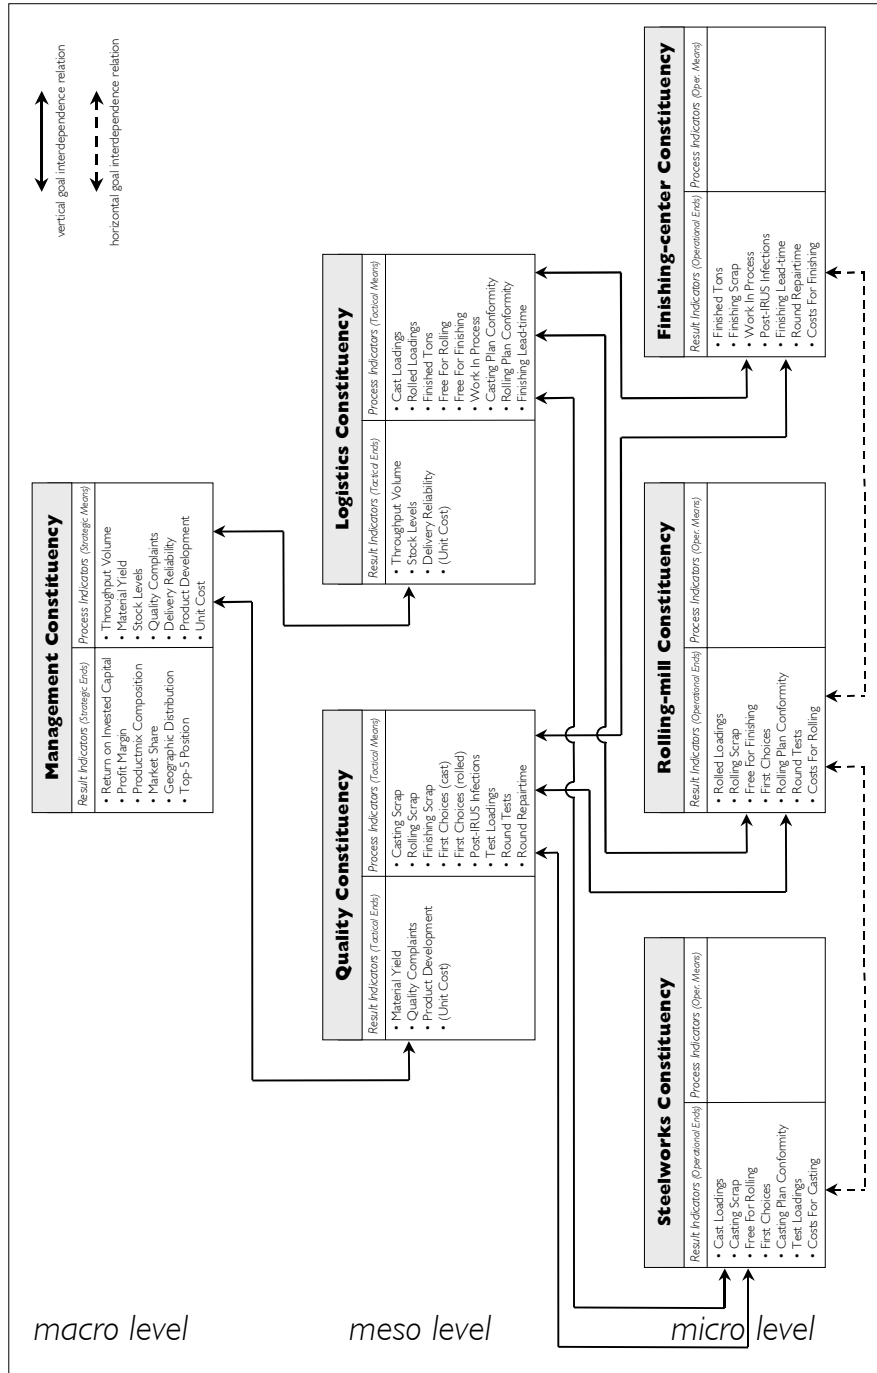 vertical goal interdependence relation
horizontal goal interdependence relation
macro level
Management Constituency
Result Indicators (Strategic Ends)
• Return on Invested Capital
• Profit Margin
• Productmix Composition
• Market Share
• Geographic Distribution
• Top-5 Position
Process Indicators (Strategic Means)
• Throughput Volume
• Material Yield
• Stock Levels
• Quality Complaints
• Delivery Reliability
• Product Development
• Unit Cost
meso level
Quality Constituency
Result Indicators (Tactical Ends)
• Material Yield
• Quality Complaints
• Product Development
• (Unit Cost)
Process Indicators (Tactical Means)
• Casting Scrap
• Rolling Scrap
• Finishing Scrap
• First Choices (cast)
• First Choices (rolled)
• Post-IRUS Infections
• Test Loadings
• Round Tests
• Round Repairtime
Logistics Constituency
Result Indicators (Tactical Ends)
• Throughput Volume
• Stock Levels
• Delivery Reliability
• (Unit Cost)
Process Indicators (Tactical Means)
• Cast Loadings
• Rolled Loadings
• Finished Tons
• Free For Rolling
• Free For Finishing
• Work In Process
• Casting Plan Conformity
• Rolling Plan Conformity
• Finishing Lead-time
micro level
Steelworks Constituency
Result Indicators (Operational Ends)
• Cast Loadings
• Casting Scrap
• Free For Rolling
• First Choices
• Casting Plan Conformity
• Test Loadings
• Costs For Casting
Process Indicators (Oper. Means)
Rolling-mill Constituency
Result Indicators (Operational Ends)
• Rolled Loadings
• Rolling Scrap
• Free For Finishing
• First Choices
• Rolling Plan Conformity
• Round Tests
• Costs For Rolling
Process Indicators (Oper. Means)
Finishing-center Constituency
Result Indicators (Operational Ends)
• Finished Tons
• Finishing Scrap
• Work In Process
• Post-IRUS Infections
• Finishing Lead-time
• Round Repairtime
• Costs For Finishing
Process Indicators (Oper. Means)